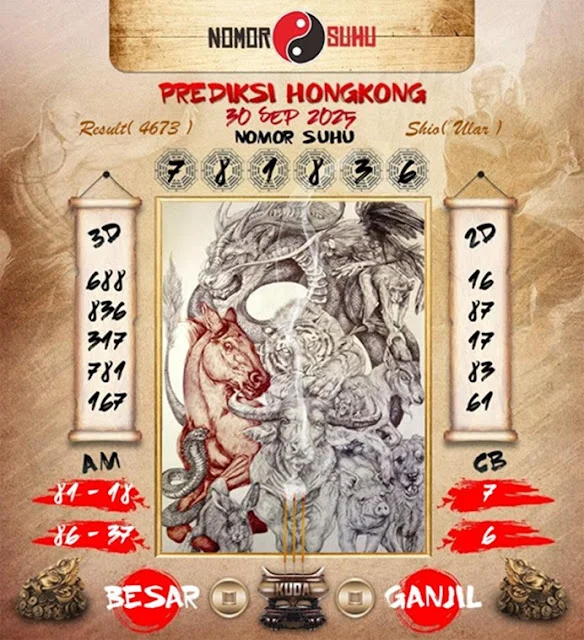 NOMOR SUHU
PREDIKSI HONGKONG
30 SEP 2025
NOMOR SUHU
Result( 4673 )
Shio( Ular )
7 8 1 8 3 6
3D
688
836
317
781
167
2D
16
87
17
83
61
AM
81 - 18
86 - 37
CB
7
6
BESAR
KUDA
GANJIL